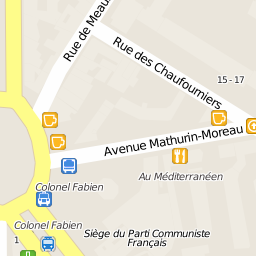 Rue de Meau
Rue des Chaufourniers
15 - 17
Avenue Mathurin-Moreau
Colonel Fabien
Au Méditerranéen
Colonel Fabien
Siège du Parti Communiste
Français
1